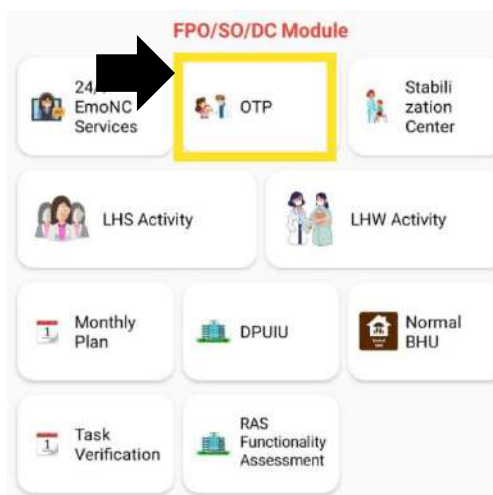 FPO/SO/DC Module
24/
EmoNC
Services
OTP
Stabili
zation
Center
LHS Activity
LHW Activity
Monthly
Plan
DPUIU
Normal
BHU
Task
Verification
RAS
Functionality
Assessment